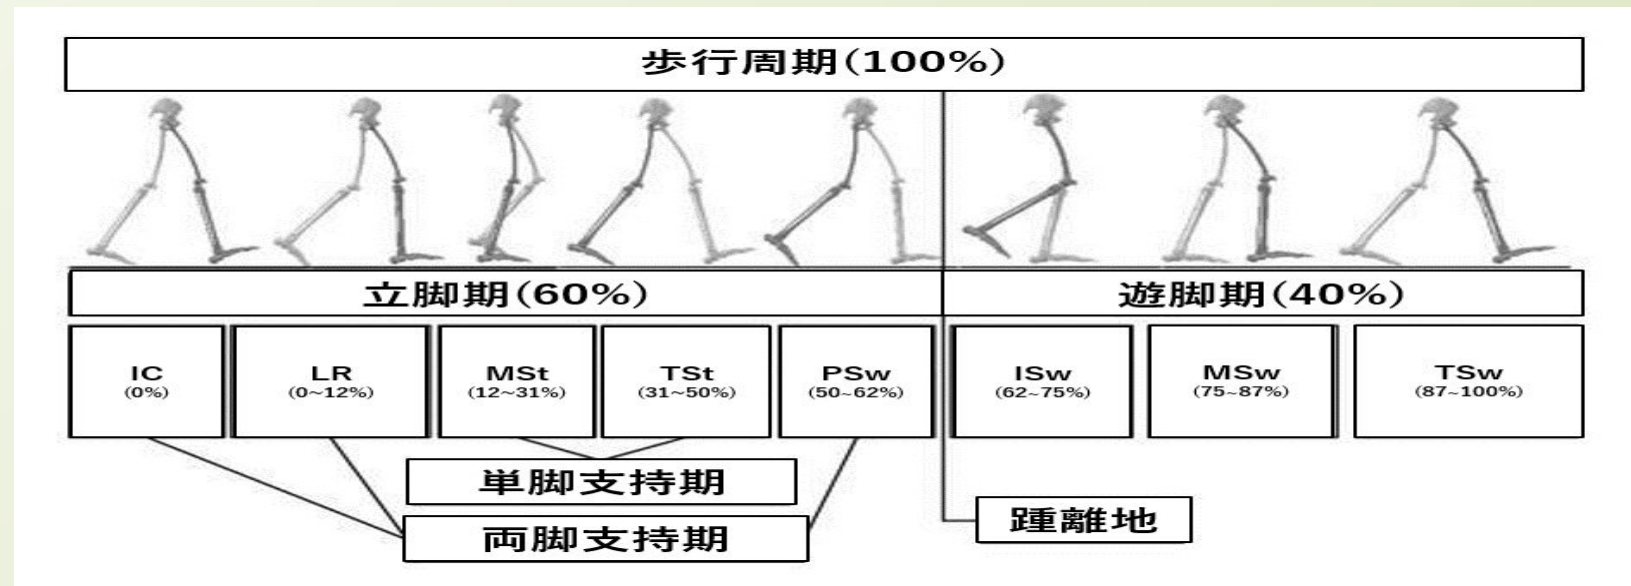 歩行周期(100%)
立脚期(60%)
遊脚期(40%)
IC
(0%)
LR
(0~12%)
MSt
(12~31%)
TSt
(31~50%)
PSw
(50~62%)
ISw
(62~75%)
MSw
(75~87%)
TSw
(87~100%)
単脚支持期
両脚支持期
踵離地